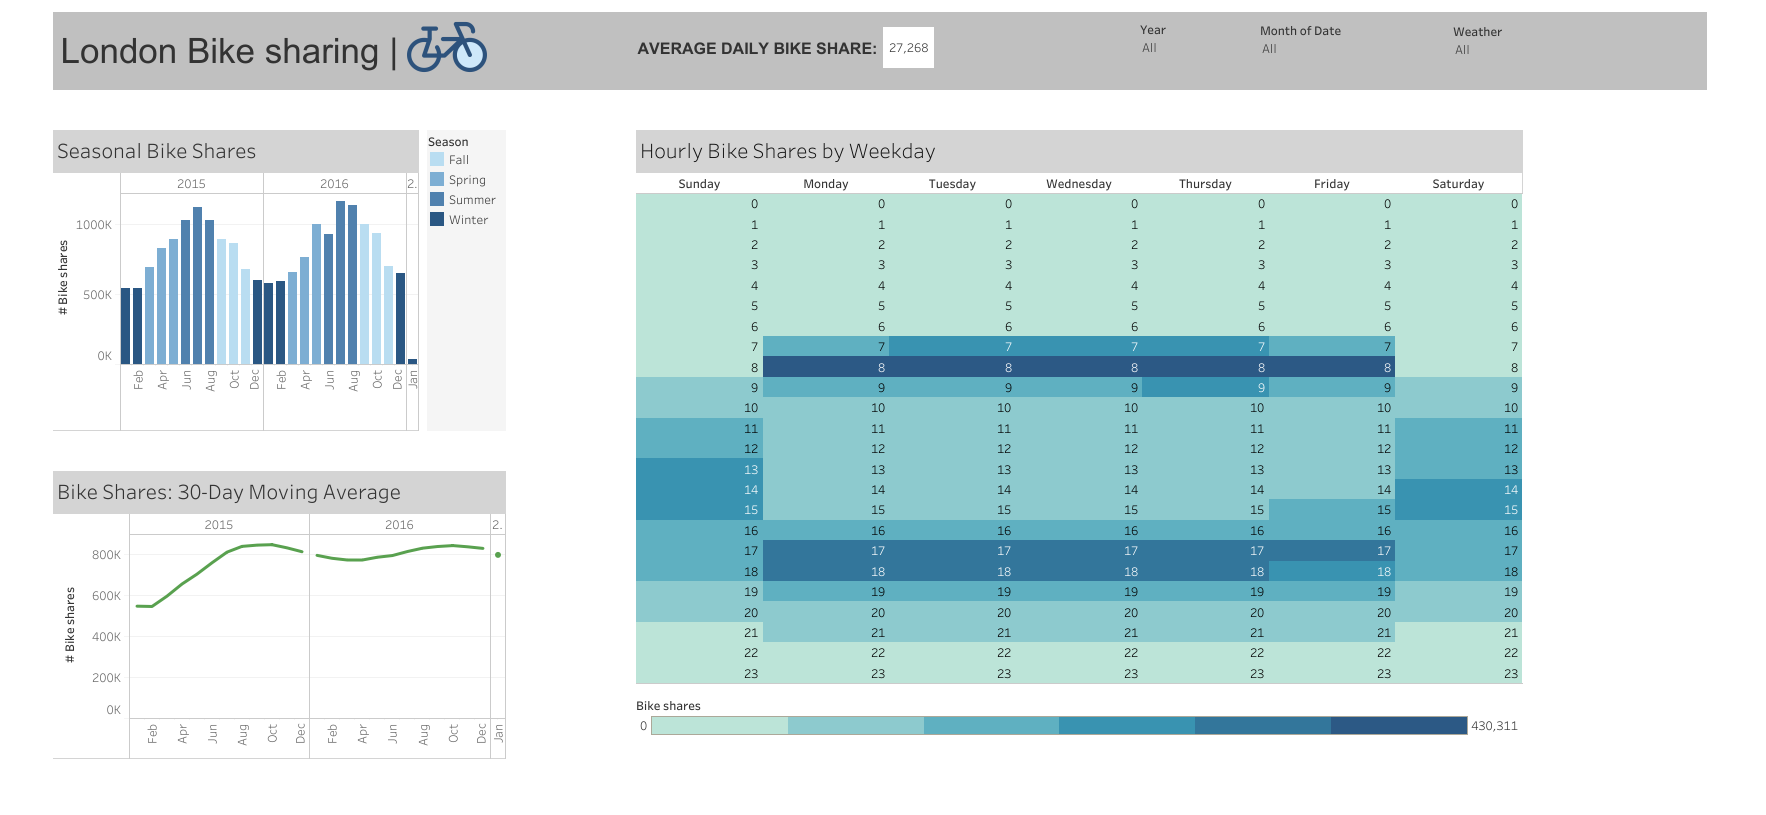 London Bike sharing |
AVERAGE DAILY BIKE SHARE: 27,268
Year
All
Month of Date
All
Weather
All
Seasonal Bike Shares
2015 2016 2.
1000K
500K
0K
# Bike shares
Feb Apr Jun Aug Oct Dec Feb Apr Jun Aug Oct Dec Jan
Season
Fall
Spring
Summer
Winter
Bike Shares: 30-Day Moving Average
2015 2016 2.
800K
600K
400K
200K
0K
# Bike shares
Feb Apr Jun Aug Oct Dec Feb Apr Jun Aug Oct Dec Jan
Hourly Bike Shares by Weekday
Sunday Monday Tuesday Wednesday Thursday Friday Saturday
0 0 0 0 0 0 0
1 1 1 1 1 1 1
2 2 2 2 2 2 2
3 3 3 3 3 3 3
4 4 4 4 4 4 4
5 5 5 5 5 5 5
6 6 6 6 6 6 6
7 7 7 7 7 7 7
8 8 8 8 8 8 8
9 9 9 9 9 9 9
10 10 10 10 10 10 10
11 11 11 11 11 11 11
12 12 12 12 12 12 12
13 13 13 13 13 13 13
14 14 14 14 14 14 14
15 15 15 15 15 15 15
16 16 16 16 16 16 16
17 17 17 17 17 17 17
18 18 18 18 18 18 18
19 19 19 19 19 19 19
20 20 20 20 20 20 20
21 21 21 21 21 21 21
22 22 22 22 22 22 22
23 23 23 23 23 23 23
Bike shares
0 430,311